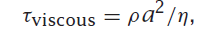 τviscous = ρa²/η,